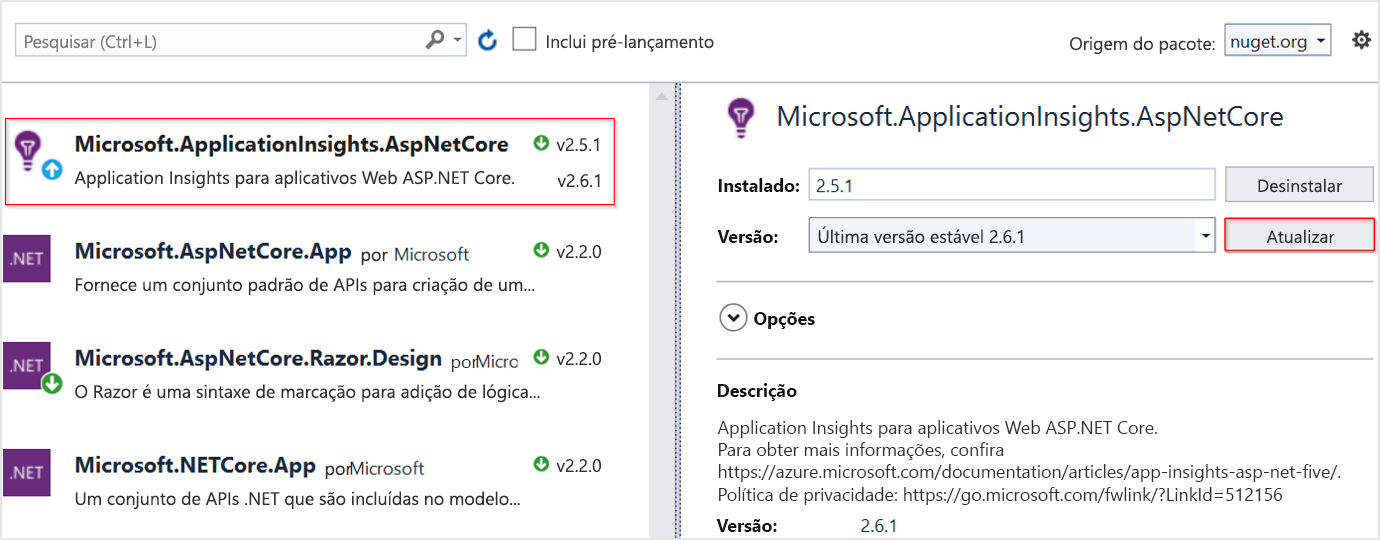 Pesquisar (Ctrl+L)
Inclui pré-lançamento
Origem do pacote: nuget.org
Microsoft.ApplicationInsights.AspNetCore v2.5.1
Application Insights para aplicativos Web ASP.NET Core. v2.6.1
.NET
Microsoft.AspNetCore.App por Microsoft v2.2.0
Fornece um conjunto padrão de APIs para criação de um...
.NET
Microsoft.AspNetCore.Razor.Design porMicro v2.2.0
O Razor é uma sintaxe de marcação para adição de lógica...
.NET
Microsoft.NETCore.App porMicrosoft v2.2.0
Um conjunto de APIs .NET que são incluídas no modelo...
Microsoft.ApplicationInsights.AspNetCore
Instalado: 2.5.1 Desinstalar
Versão: Última versão estável 2.6.1 Atualizar
Opções
Descrição
Application Insights para aplicativos Web ASP.NET Core.
Para obter mais informações, confira
https://azure.microsoft.com/documentation/articles/app-insights-asp-net-five/.
Política de privacidade: https://go.microsoft.com/fwlink/?LinkId=512156
Versão: 2.6.1